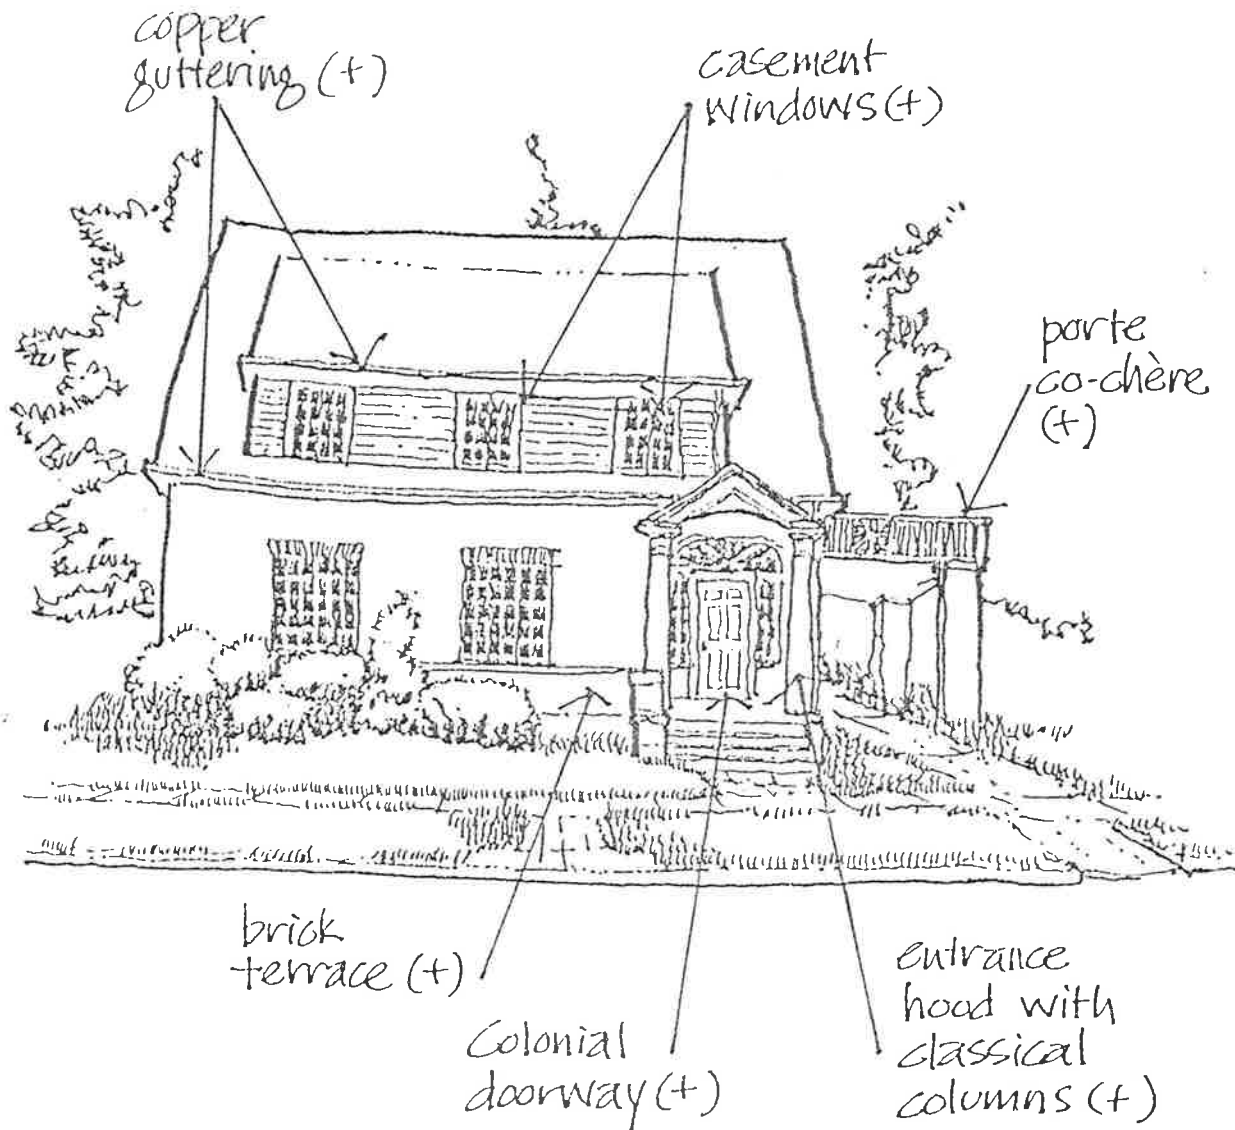 copper
guttering (+)
casement
windows (+)
porte
co-chère
(+)
brick
terrace (+)
Colonial
doorway (+)
entrance
hood with
classical
columns (+)